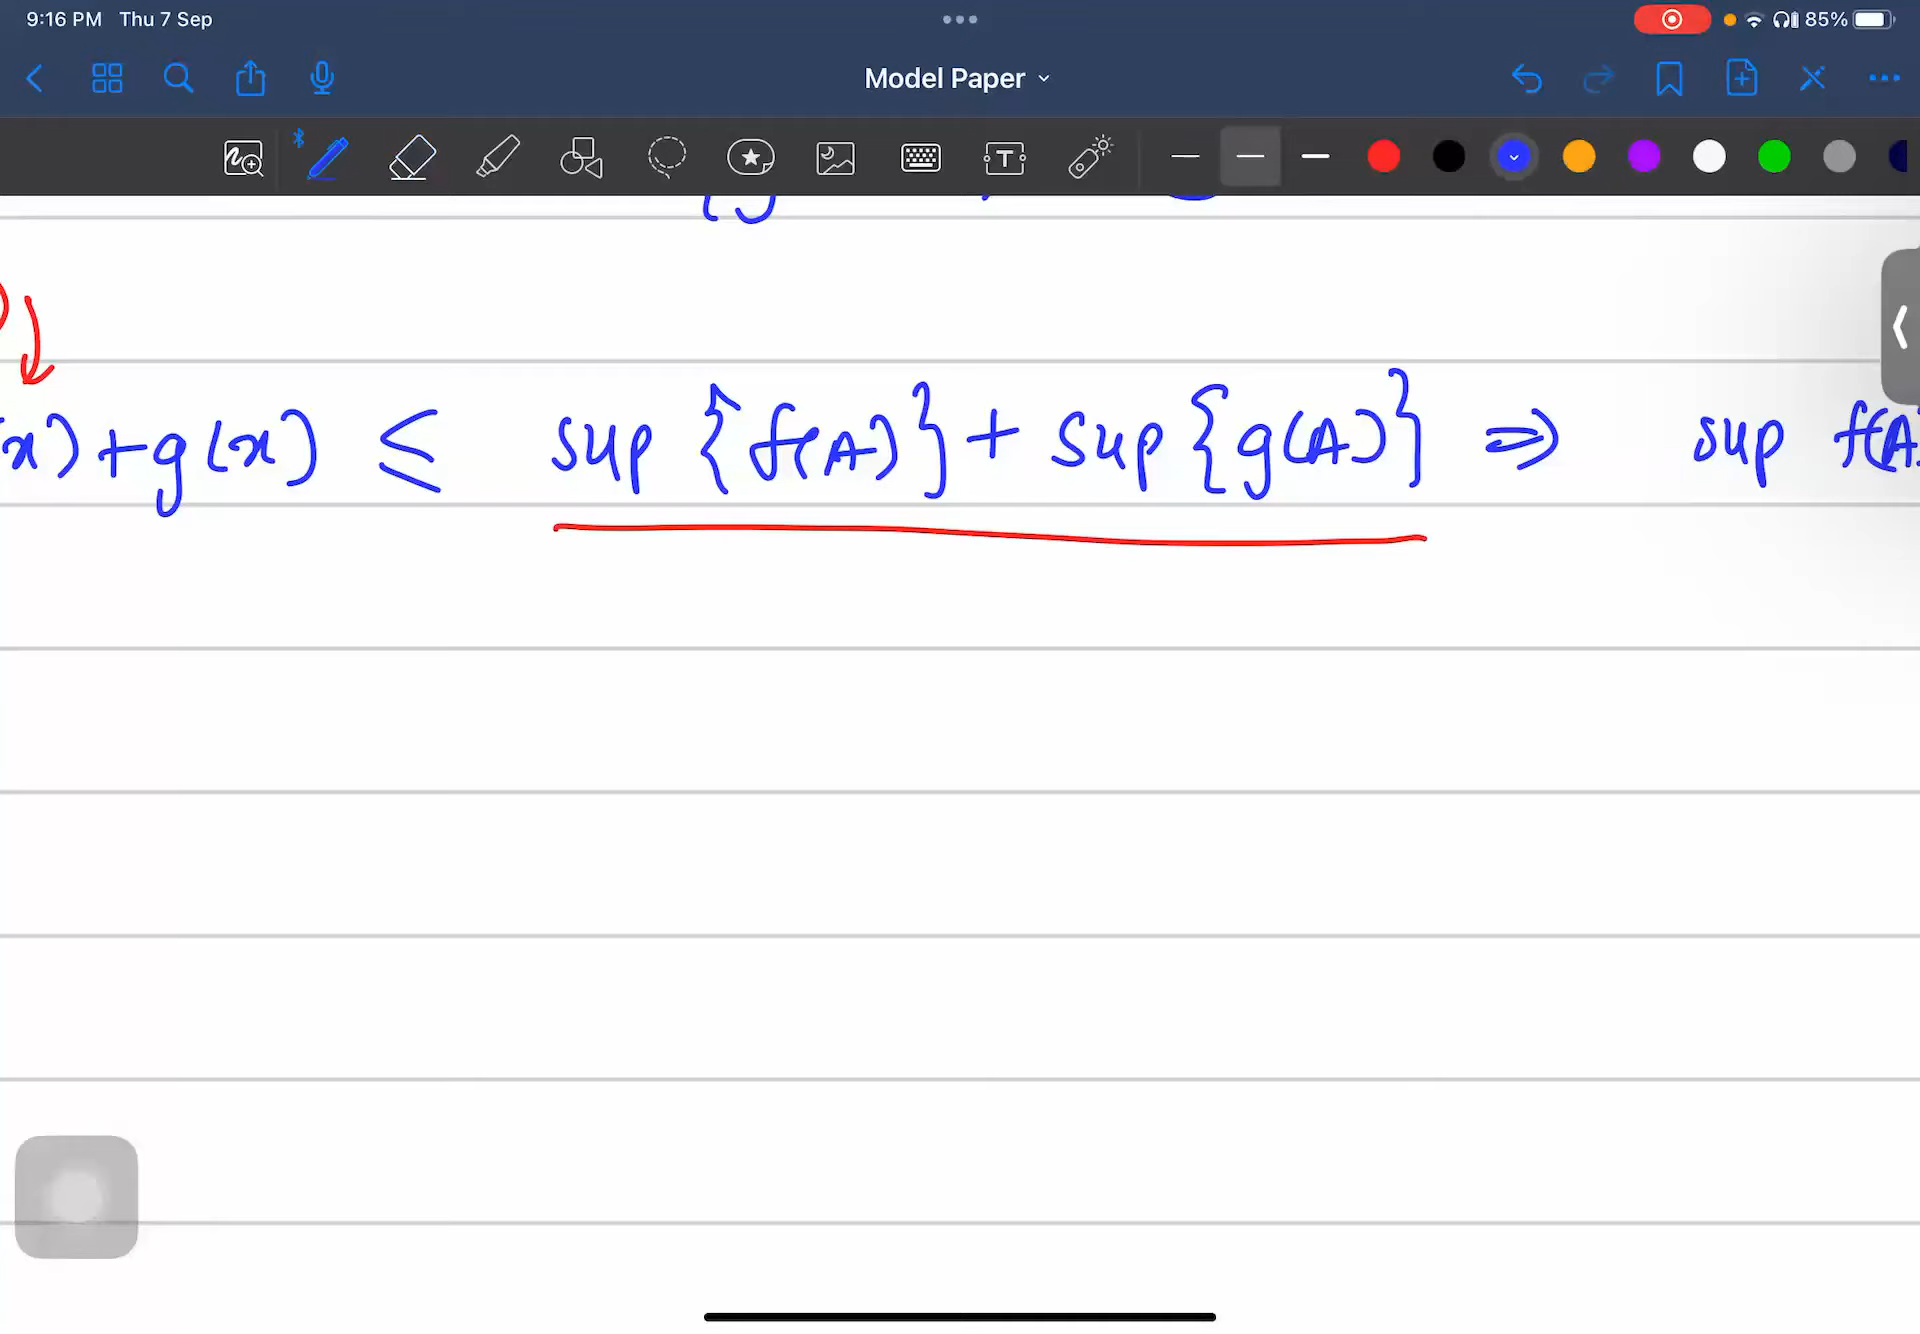 9:16 PM Thu 7 Sep
85%
Model Paper
T
x) + g(x) ≤ sup {f(A)} + sup {g(A)} ⇒ sup f(A